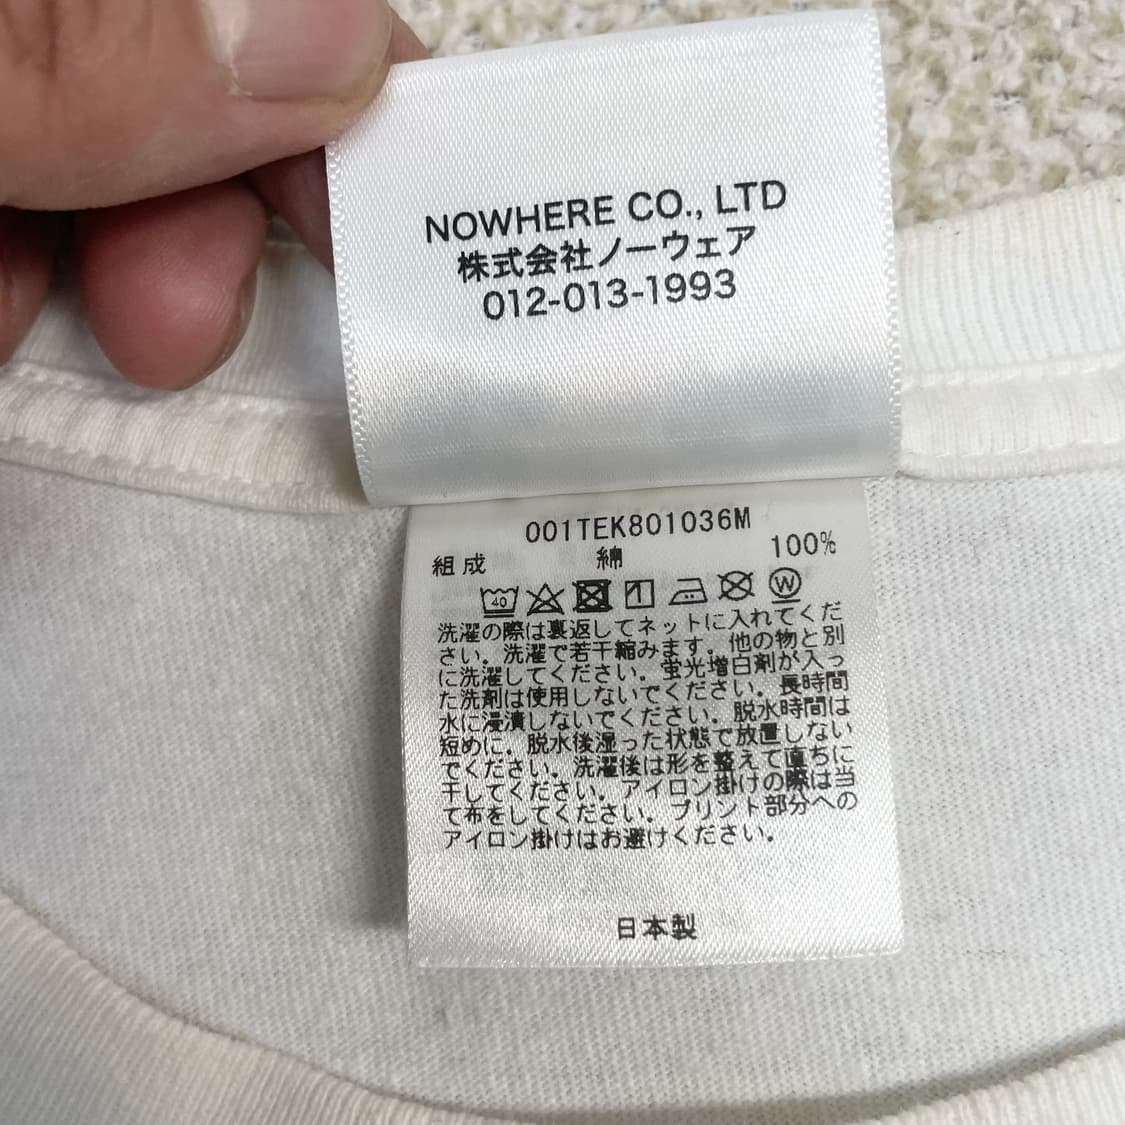 NOWHERE CO., LTD
株式会社ノーウェア
012-013-1993
001TEK801036M
組成 綿 100%
40 W
洗濯の際は裏返してネットに入れてくだ
さい。洗濯で若干縮みます。他の物と別
に洗濯してください。蛍光増白剤が入っ
た洗剤は使用しないでください。長時間
水に浸漬しないでください。脱水時間は
短めに。脱水後湿った状態で放置しない
でください。洗濯後は形を整えて直ちに
干してください。アイロン掛けの際は当
て布をしてください。プリント部分への
アイロン掛けはお避けください。
日本製